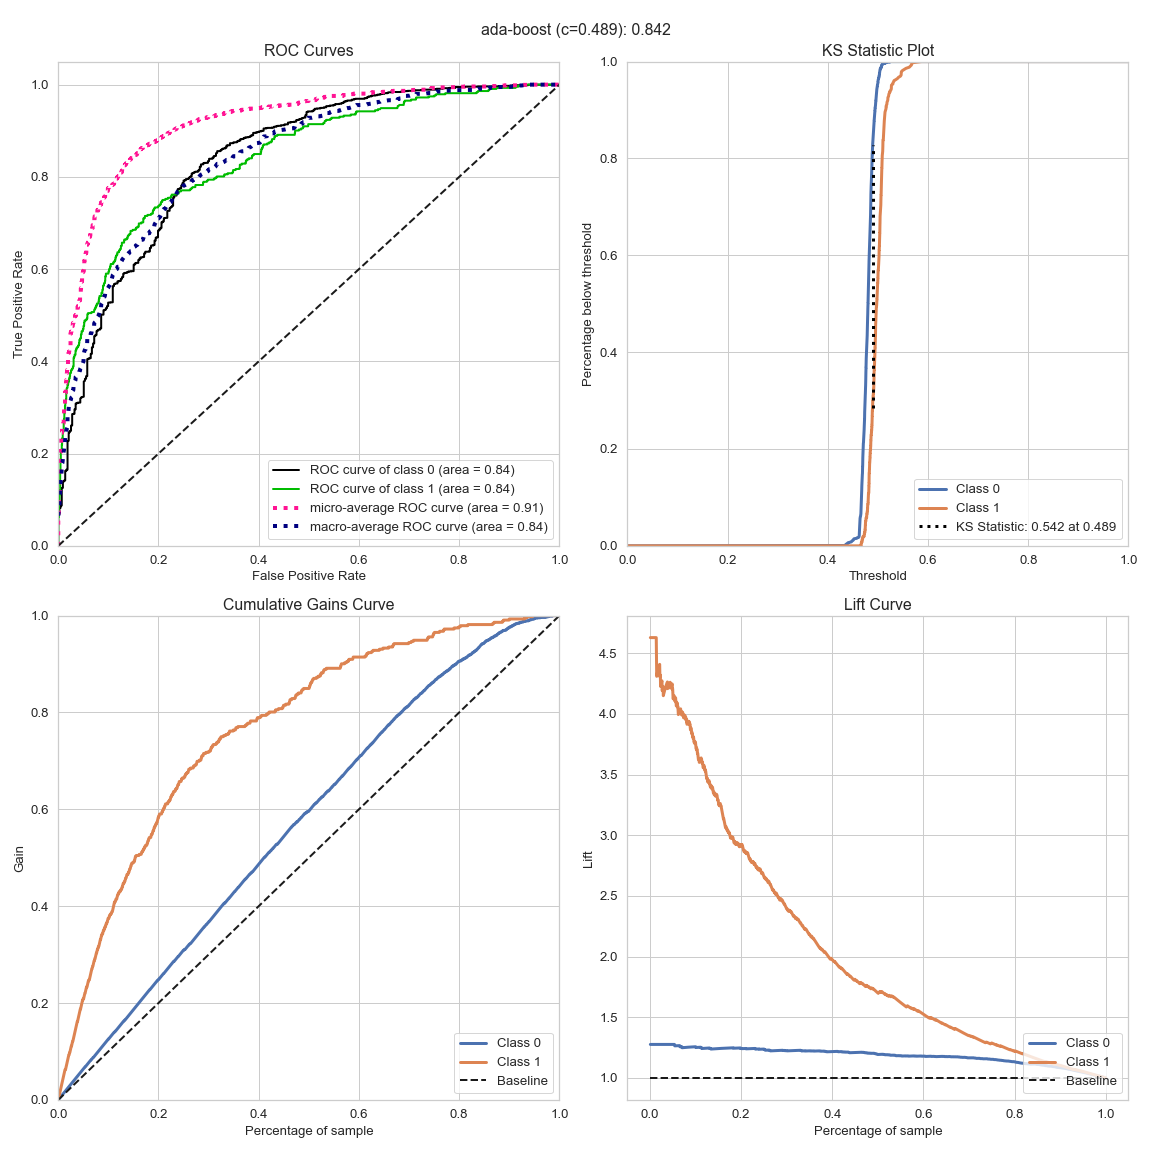 ada-boost (c=0.489): 0.842
ROC Curves
1.0
0.8
0.6
0.4
0.2
0.0
True Positive Rate
0.0 0.2 0.4 0.6 0.8 1.0
False Positive Rate
ROC curve of class 0 (area = 0.84)
ROC curve of class 1 (area = 0.84)
micro-average ROC curve (area = 0.91)
macro-average ROC curve (area = 0.84)
KS Statistic Plot
1.0
0.8
0.6
0.4
0.2
0.0
Percentage below threshold
0.0 0.2 0.4 0.6 0.8 1.0
Threshold
Class 0
Class 1
KS Statistic: 0.542 at 0.489
Cumulative Gains Curve
1.0
0.8
0.6
0.4
0.2
0.0
Gain
0.0 0.2 0.4 0.6 0.8 1.0
Percentage of sample
Class 0
Class 1
Baseline
Lift Curve
4.5
4.0
3.5
3.0
2.5
2.0
1.5
1.0
Lift
0.0 0.2 0.4 0.6 0.8 1.0
Percentage of sample
Class 0
Class 1
Baseline